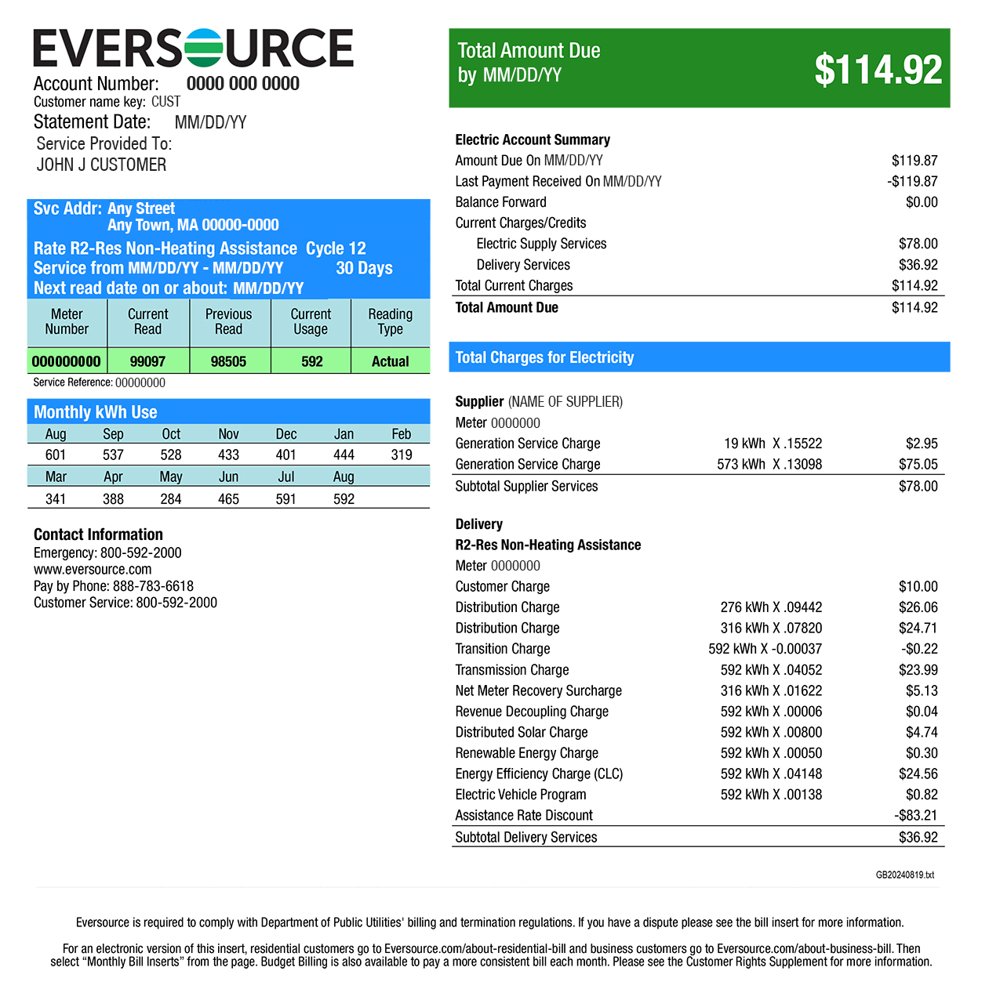 EVERSOURCE
Account Number: 0000 000 0000
Customer name key: CUST
Statement Date: MM/DD/YY
Service Provided To:
JOHN J CUSTOMER
Svc Addr: Any Street
Any Town, MA 00000-0000
Rate R2-Res Non-Heating Assistance Cycle 12
Service from MM/DD/YY - MM/DD/YY 30 Days
Next read date on or about: MM/DD/YY
Meter Number Current Read Previous Read Current Usage Reading Type
000000000 99097 98505 592 Actual
Service Reference: 00000000
Monthly kWh Use
Aug Sep Oct Nov Dec Jan Feb
601 537 528 433 401 444 319
Mar Apr May Jun Jul Aug
341 388 284 465 591 592
Contact Information
Emergency: 800-592-2000
www.eversource.com
Pay by Phone: 888-783-6618
Customer Service: 800-592-2000
Total Amount Due
by MM/DD/YY
$114.92
Electric Account Summary
Amount Due On MM/DD/YY $119.87
Last Payment Received On MM/DD/YY -$119.87
Balance Forward $0.00
Current Charges/Credits
Electric Supply Services $78.00
Delivery Services $36.92
Total Current Charges $114.92
Total Amount Due $114.92
Total Charges for Electricity
Supplier (NAME OF SUPPLIER)
Meter 0000000
Generation Service Charge 19 kWh X .15522 $2.95
Generation Service Charge 573 kWh X .13098 $75.05
Subtotal Supplier Services $78.00
Delivery
R2-Res Non-Heating Assistance
Meter 0000000
Customer Charge $10.00
Distribution Charge 276 kWh X .09442 $26.06
Distribution Charge 316 kWh X .07820 $24.71
Transition Charge 592 kWh X -0.00037 -$0.22
Transmission Charge 592 kWh X .04052 $23.99
Net Meter Recovery Surcharge 316 kWh X .01622 $5.13
Revenue Decoupling Charge 592 kWh X .00006 $0.04
Distributed Solar Charge 592 kWh X .00800 $4.74
Renewable Energy Charge 592 kWh X .00050 $0.30
Energy Efficiency Charge (CLC) 592 kWh X .04148 $24.56
Electric Vehicle Program 592 kWh X .00138 $0.82
Assistance Rate Discount -$83.21
Subtotal Delivery Services $36.92
GB20240819.txt
Eversource is required to comply with Department of Public Utilities' billing and termination regulations. If you have a dispute please see the bill insert for more information.
For an electronic version of this insert, residential customers go to Eversource.com/about-residential-bill and business customers go to Eversource.com/about-business-bill. Then
select “Monthly Bill Inserts” from the page. Budget Billing is also available to pay a more consistent bill each month. Please see the Customer Rights Supplement for more information.